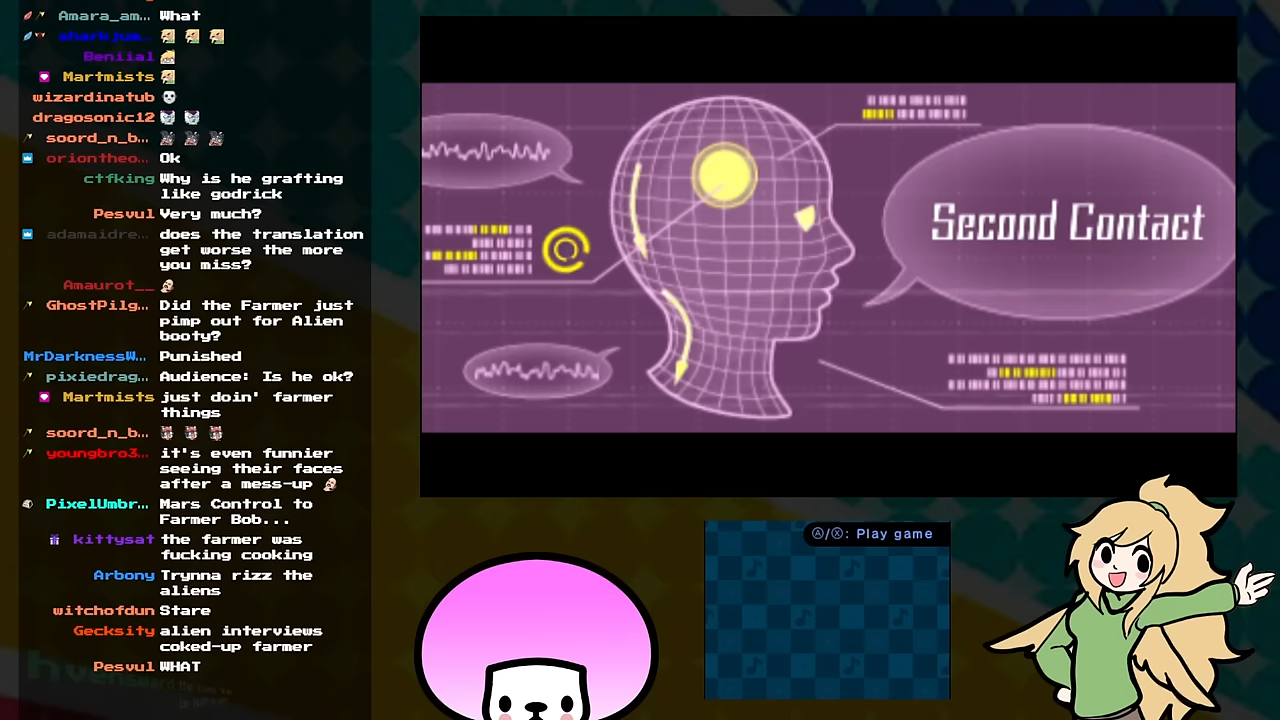 Amara_am... What
sharkjum...
Beniial
Martmists
wizardinatub
dragosonic12
soord_n_b...
oriontheo... Ok
ctfking Why is he grafting
like godrick
Pesvul Very much?
adamaidre... does the translation
get worse the more
you miss?
Amaurot__
GhostPilg... Did the Farmer just
pimp out for Alien
booty?
MrDarknessW... Punished
pixiedrag... Audience: Is he ok?
Martmists just doin' farmer
things
soord_n_b...
youngbro3... it's even funnier
seeing their faces
after a mess-up
PixelUmbr... Mars Control to
Farmer Bob...
kittysat the farmer was
fucking cooking
Arbony Trynna rizz the
aliens
witchofdun Stare
Gecksity alien interviews
coked-up farmer
Pesvul WHAT
Second Contact
Ⓐ/Ⓧ: Play game